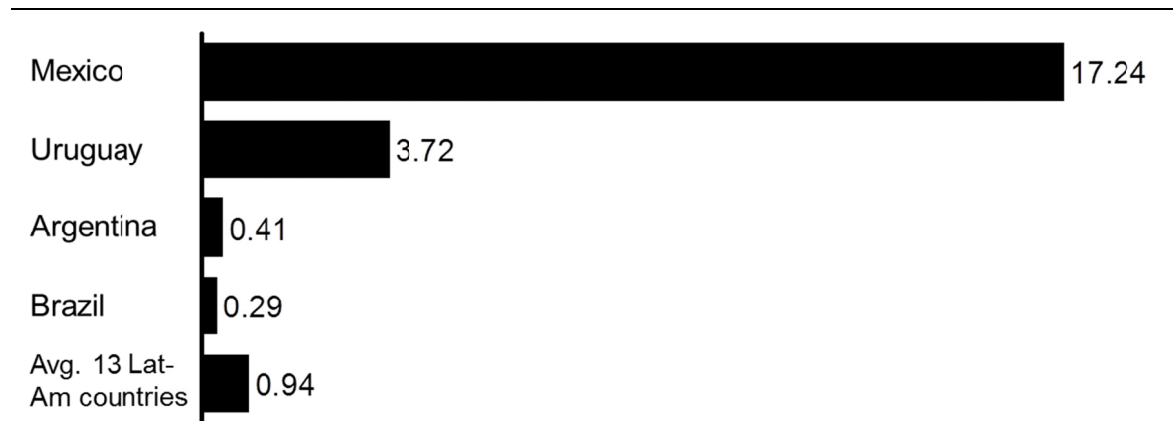 Mexico 17.24
Uruguay 3.72
Argentina 0.41
Brazil 0.29
Avg. 13 Lat-
Am countries 0.94